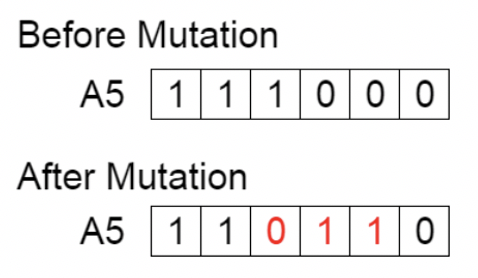 Before Mutation
A5 1 1 1 0 0 0
After Mutation
A5 1 1 0 1 1 0